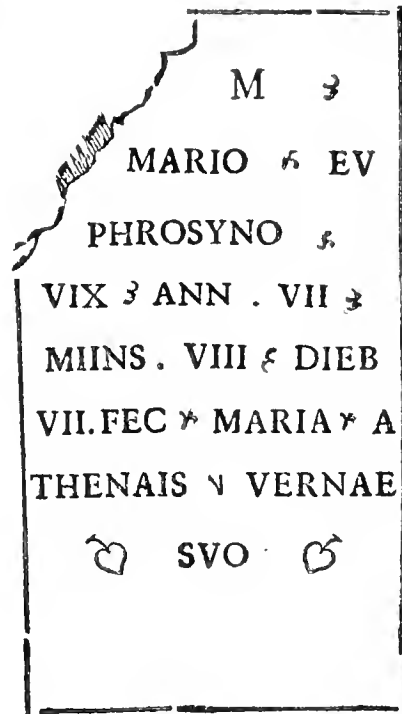 M
MARIO EV
PHROSYNO
VIX ANN . VII
MIINS . VIII DIEB
VII. FEC MARIA A
THENAIS VERNAE
SVO